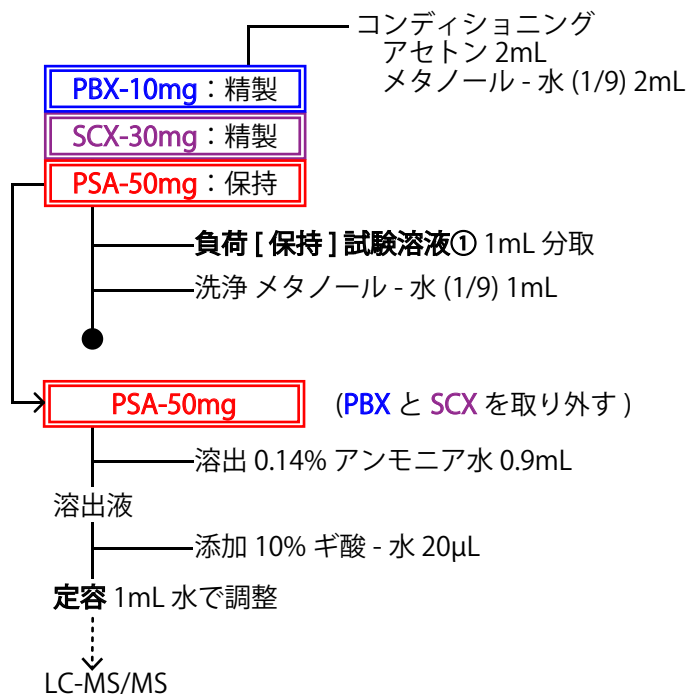 コンディショニング
アセトン 2mL
メタノール - 水 (1/9) 2mL
PBX-10mg：精製
SCX-30mg：精製
PSA-50mg：保持
負荷 [ 保持 ] 試験溶液① 1mL 分取
洗浄 メタノール - 水 (1/9) 1mL
PSA-50mg (PBX と SCX を取り外す )
溶出 0.14% アンモニア水 0.9mL
溶出液
添加 10% ギ酸 - 水 20µL
定容 1mL 水で調整
LC-MS/MS